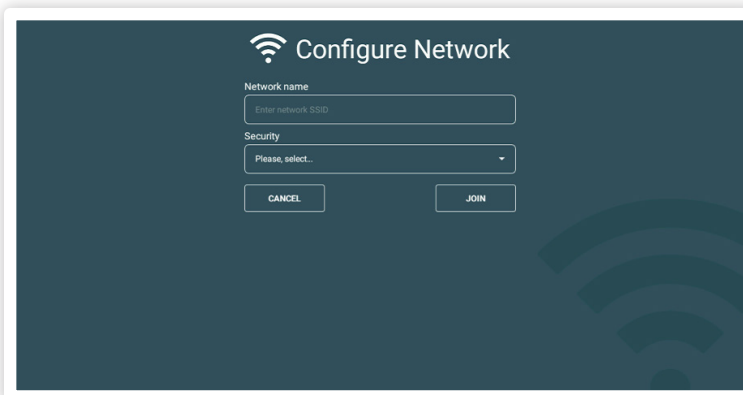 Configure Network
Network name
Enter network SSID
Security
Please, select...
CANCEL
JOIN